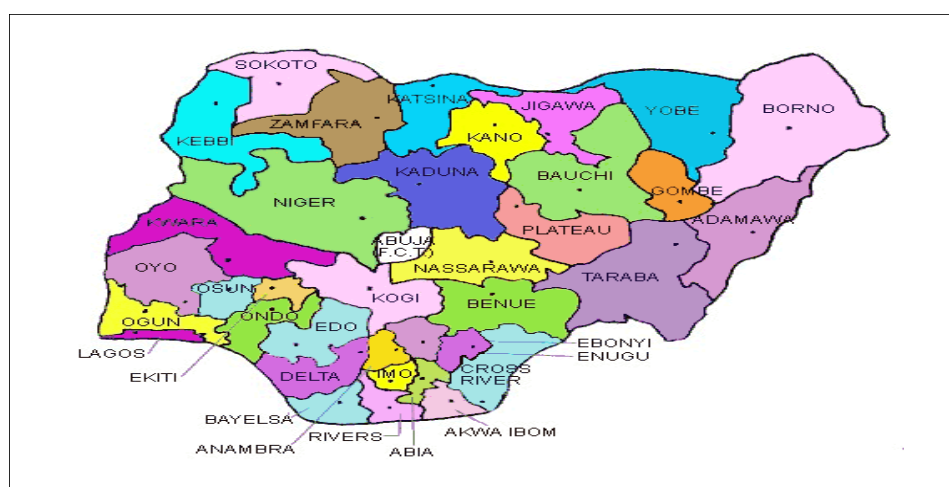 SOKOTO
KATSINA
JIGAWA
YOBE
BORNO
ZAMFARA
KANO
KEBBI
KADUNA
BAUCHI
GOMBE
NIGER
ADAMAWA
KWARA
PLATEAU
ABUJA
(F.C.T)
NASSARAWA
TARABA
OYO
OSUN
KOGI
BENUE
OGUN
ONDO
EDO
EBONYI
LAGOS
ENUGU
EKITI
DELTA
IMO
CROSS
RIVER
BAYELSA
AKWA IBOM
RIVERS
ANAMBRA
ABIA